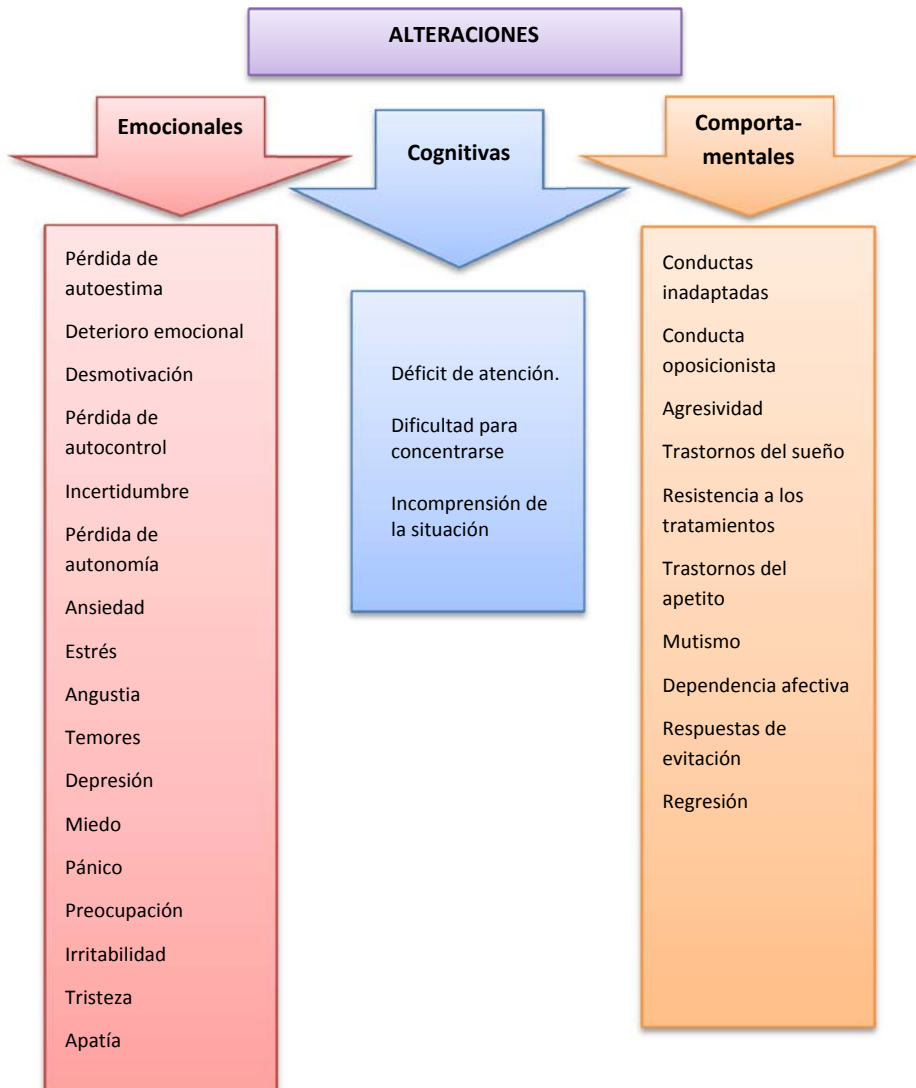 ALTERACIONES
Emocionales
Pérdida de
autoestima
Deterioro emocional
Desmotivación
Pérdida de
autocontrol
Incertidumbre
Pérdida de
autonomía
Ansiedad
Estrés
Angustia
Temores
Depresión
Miedo
Pánico
Preocupación
Irritabilidad
Tristeza
Apatía
Cognitivas
Déficit de atención.
Dificultad para
concentrarse
Incomprensión de
la situación
Comporta-
mentales
Conductas
inadaptadas
Conducta
oposicionista
Agresividad
Trastornos del sueño
Resistencia a los
tratamientos
Trastornos del
apetito
Mutismo
Dependencia afectiva
Respuestas de
evitación
Regresión